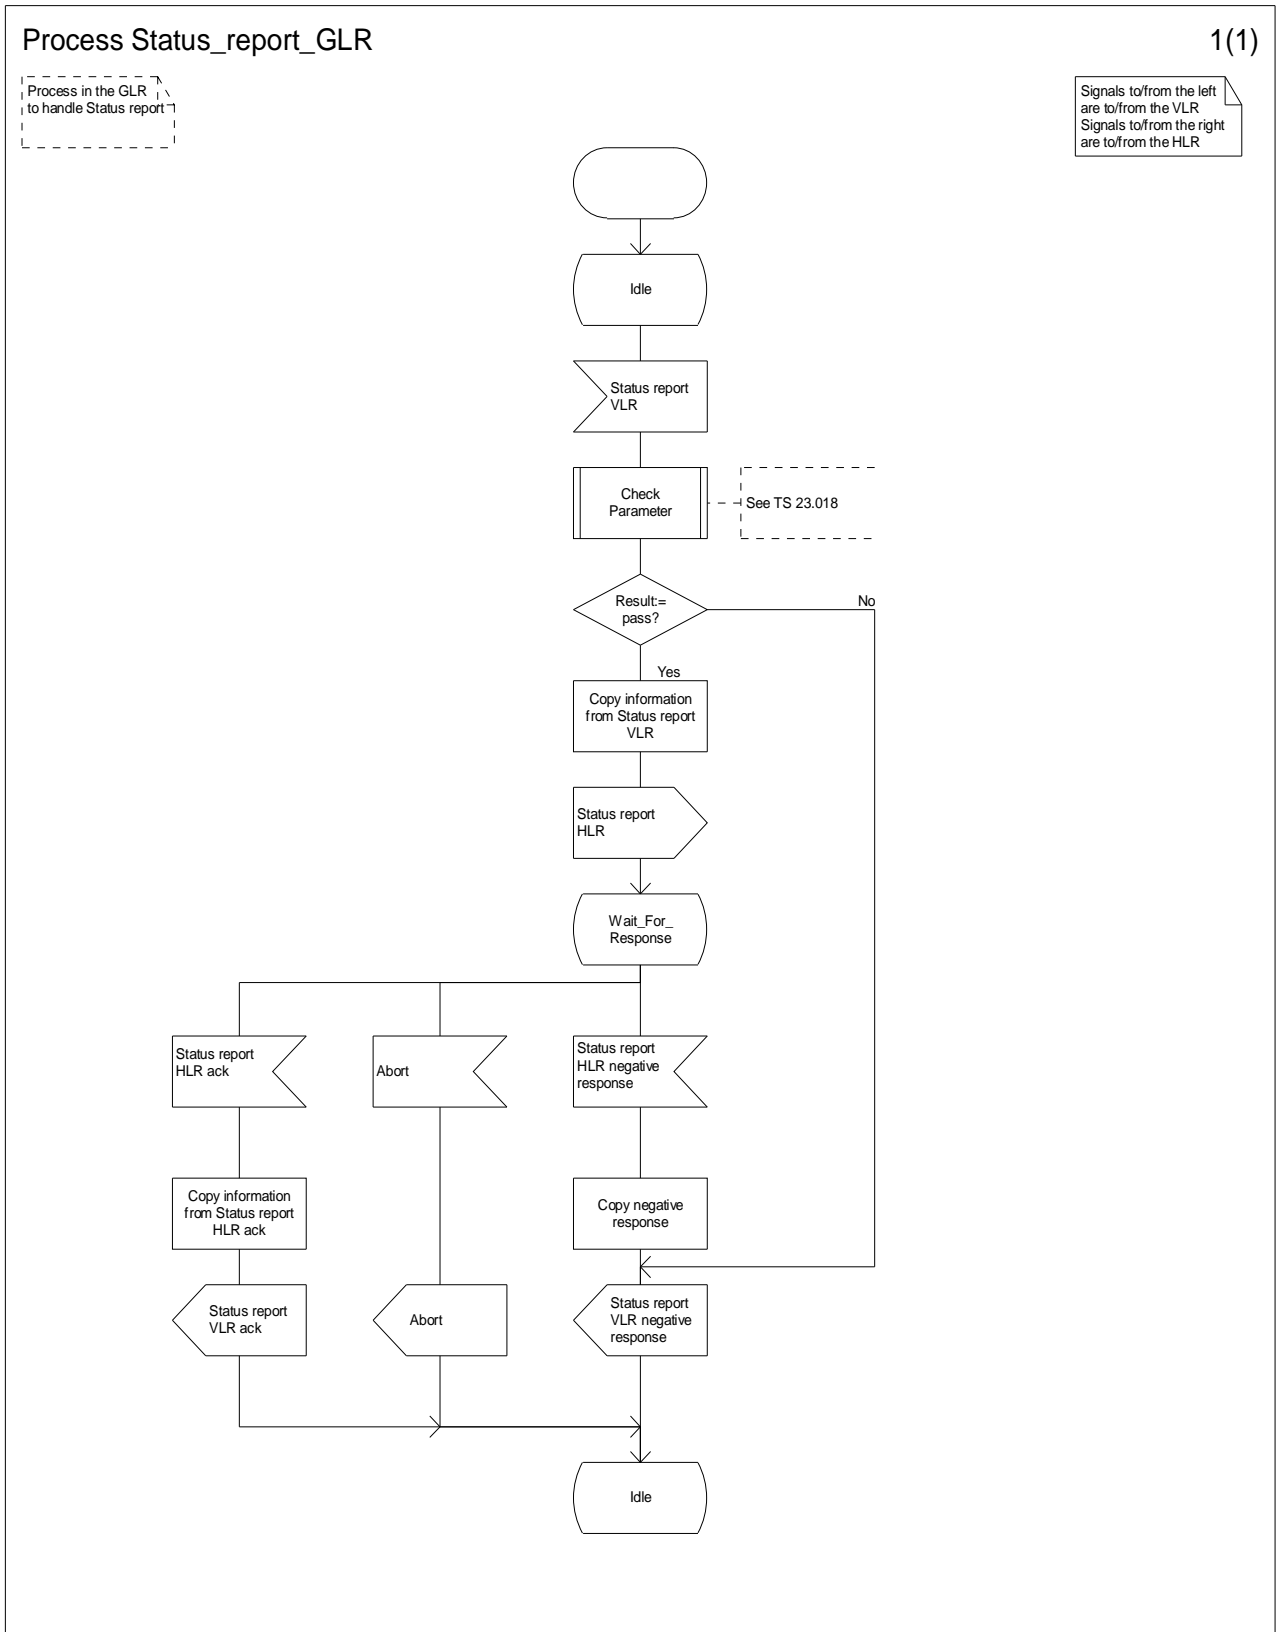 Process Status_report_GLR
1(1)
Process in the GLR
to handle Status report
Signals to/from the left
are to/from the VLR
Signals to/from the right
are to/from the HLR
Idle
Status report
VLR
Check
Parameter
See TS 23.018
Result:=
pass?
No
Yes
Copy information
from Status report
VLR
Status report
HLR
Wait_For_
Response
Status report
HLR ack
Abort
Status report
HLR negative
response
Copy information
from Status report
HLR ack
Copy negative
response
Status report
VLR ack
Abort
Status report
VLR negative
response
Idle